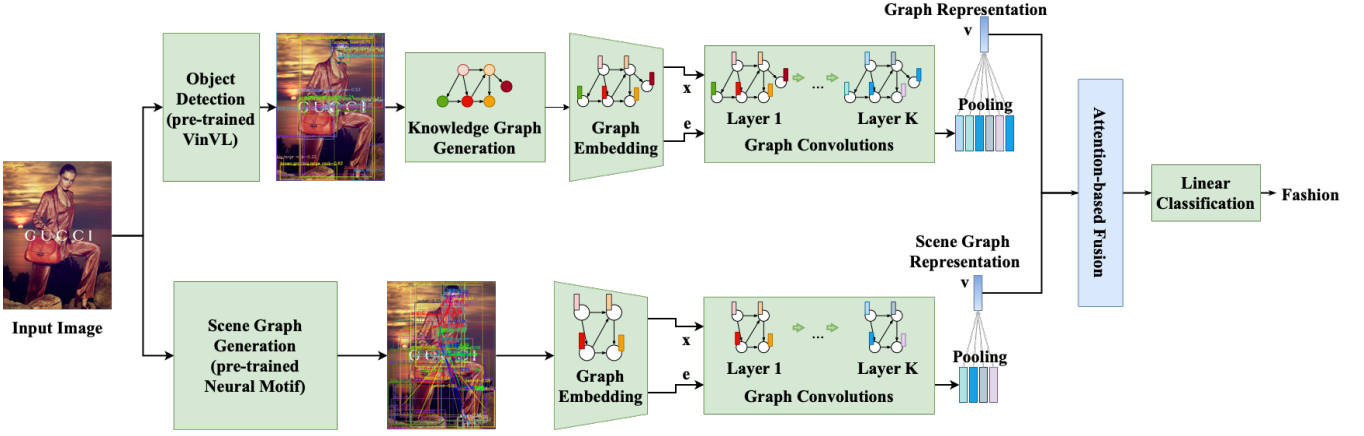 Object
Detection
(pre-trained
VinVL)
GUCCI
Knowledge Graph
Generation
Graph
Embedding
x
e
Layer 1
...
Layer K
Graph Convolutions
Graph Representation
v
Pooling
GUCCI
Input Image
Scene Graph
Generation
(pre-trained
Neural Motif)
GUCCI
Graph
Embedding
x
e
Layer 1
...
Layer K
Graph Convolutions
Scene Graph
Representation
v
Pooling
Attention-based Fusion
Linear
Classification
Fashion